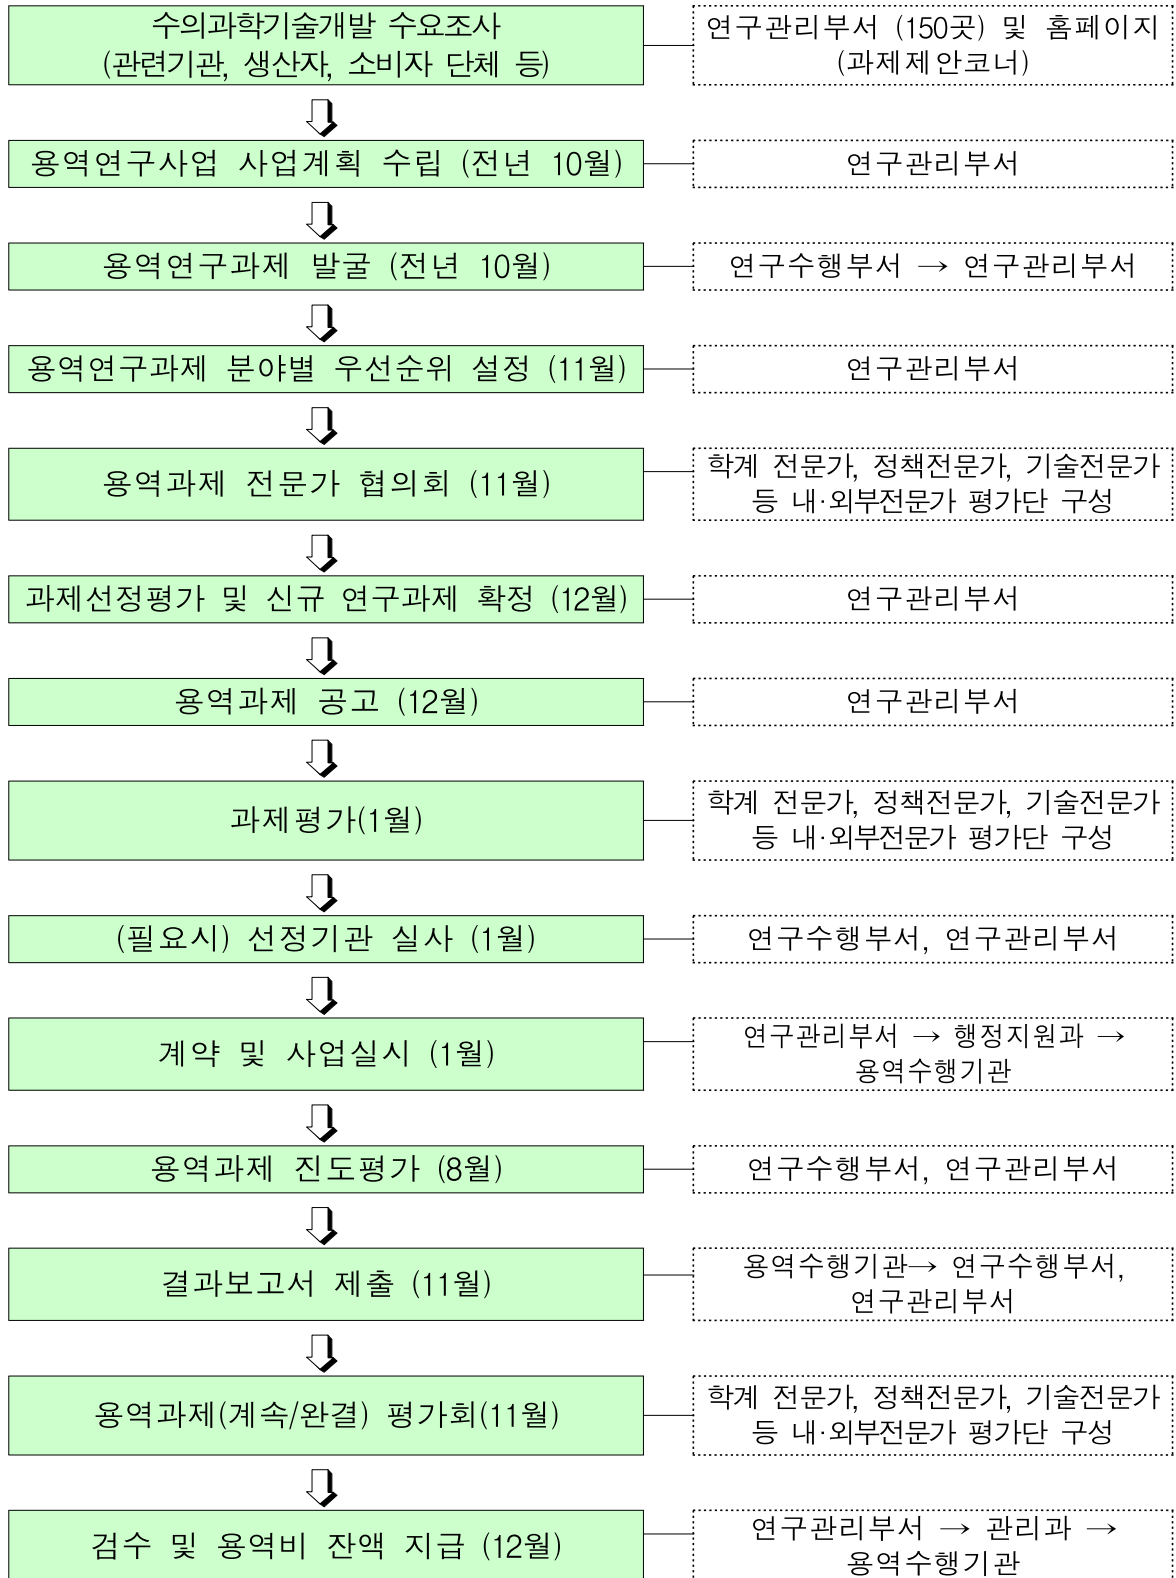 수의과학기술개발 수요조사
(관련기관, 생산자, 소비자 단체 등)
연구관리부서 (150곳) 및 홈페이지
(과제제안코너)
용역연구사업 사업계획 수립 (전년 10월)
연구관리부서
용역연구과제 발굴 (전년 10월)
연구수행부서 → 연구관리부서
용역연구과제 분야별 우선순위 설정 (11월)
연구관리부서
용역과제 전문가 협의회 (11월)
학계 전문가, 정책전문가, 기술전문가
등 내·외부전문가 평가단 구성
과제선정평가 및 신규 연구과제 확정 (12월)
연구관리부서
용역과제 공고 (12월)
연구관리부서
과제평가(1월)
학계 전문가, 정책전문가, 기술전문가
등 내·외부전문가 평가단 구성
(필요시) 선정기관 실사 (1월)
연구수행부서, 연구관리부서
계약 및 사업실시 (1월)
연구관리부서 → 행정지원과 →
용역수행기관
용역과제 진도평가 (8월)
연구수행부서, 연구관리부서
결과보고서 제출 (11월)
용역수행기관→ 연구수행부서,
연구관리부서
용역과제(계속/완결) 평가회(11월)
학계 전문가, 정책전문가, 기술전문가
등 내·외부전문가 평가단 구성
검수 및 용역비 잔액 지급 (12월)
연구관리부서 → 관리과 →
용역수행기관